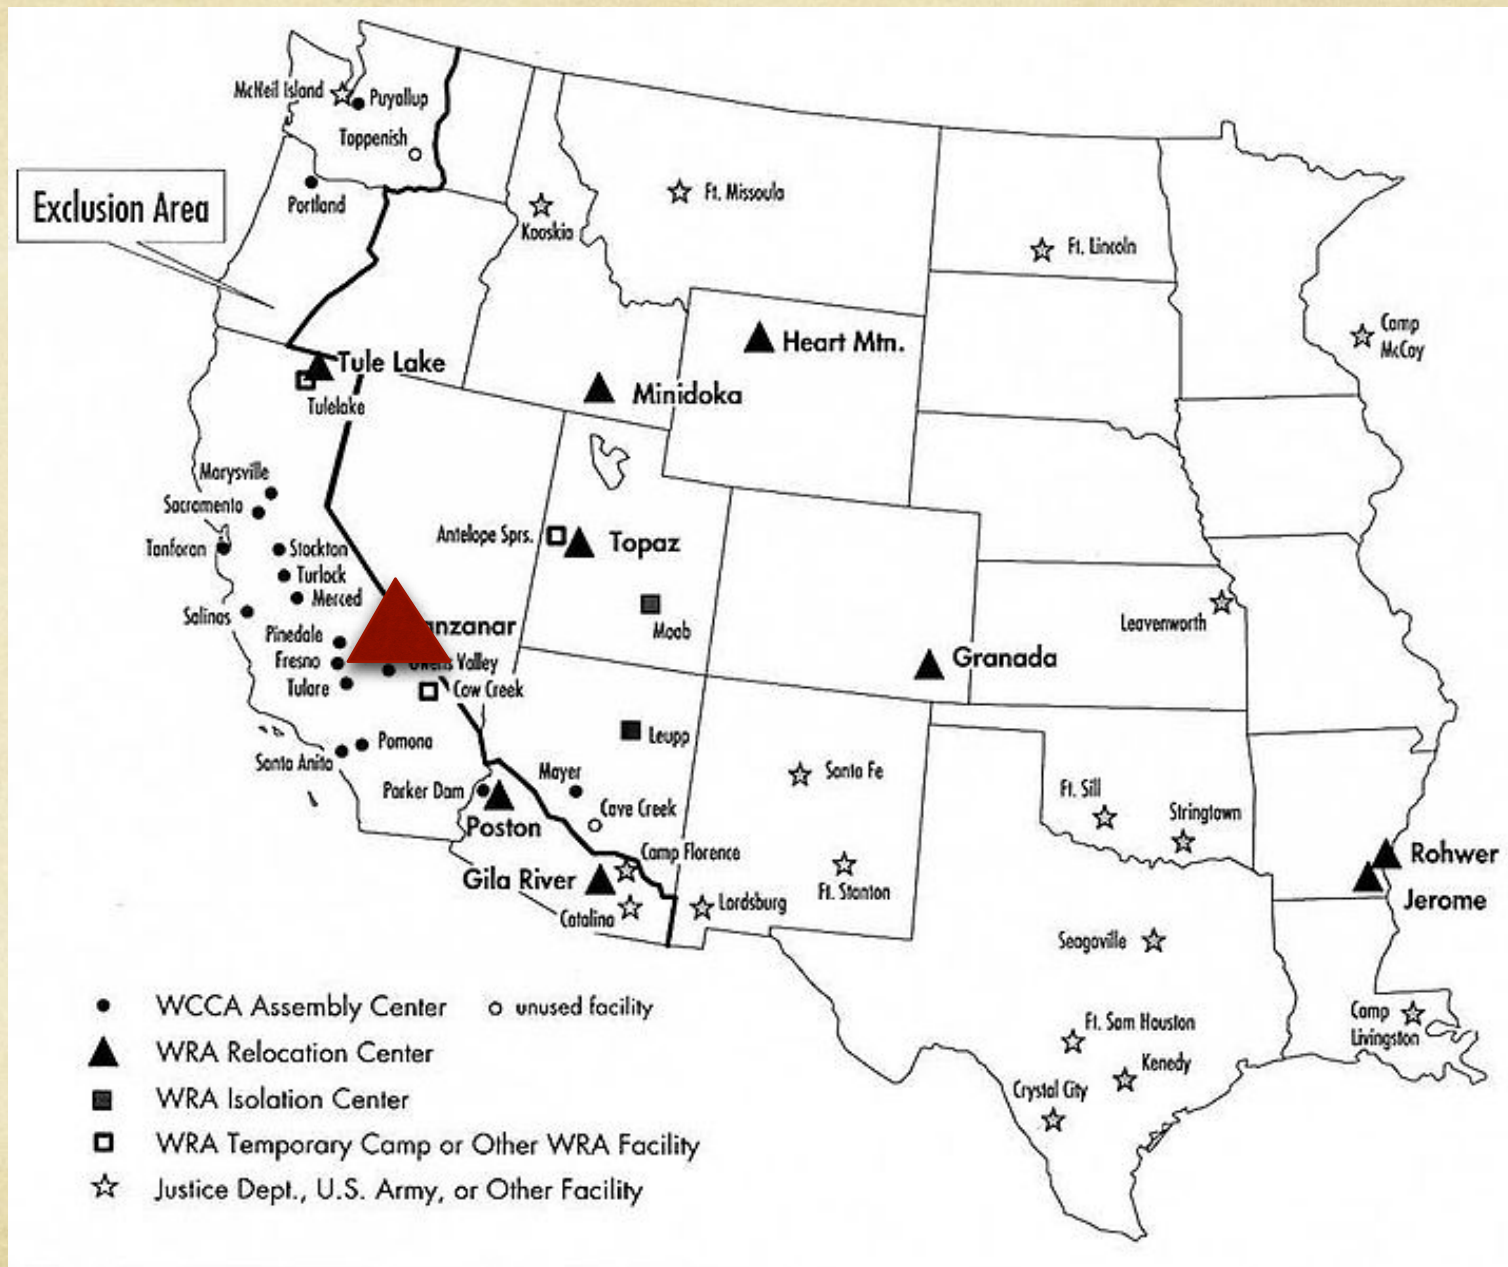 McNeil Island
Puyallup
Toppenish
Portland
Exclusion Area
Kooskia
Ft. Missoula
Ft. Lincoln
Camp
McCoy
Heart Mtn.
Tule Lake
Tulelake
Minidoka
Marysville
Sacramento
Tanforan
Stockton
Turlock
Merced
Salinas
Antelope Sprs.
Topaz
Moab
Leavenworth
Pinedale
Fresno
Tulare
anzanar
Owens Valley
Cow Creek
Granada
Leupp
Pomona
Santa Anita
Parker Dam
Poston
Mayer
Cave Creek
Camp Florence
Gila River
Catalina
Lordsburg
Santa Fe
Ft. Stanton
Ft. Sill
Stringtown
Rohwer
Jerome
Seagoville
Ft. Sam Houston
Kenedy
Crystal City
Camp
Livingston
WCCA Assembly Center
unused facility
WRA Relocation Center
WRA Isolation Center
WRA Temporary Camp or Other WRA Facility
Justice Dept., U.S. Army, or Other Facility